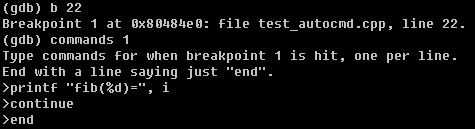 (gdb) b 22
Breakpoint 1 at 0x80484e0: file test_autocmd.cpp, line 22.
(gdb) commands 1
Type commands for when breakpoint 1 is hit, one per line.
End with a line saying just "end".
>printf "fib(%d)=", i
>continue
>end